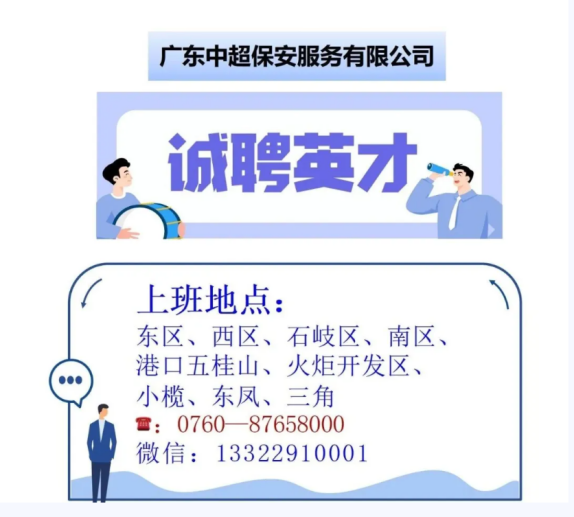 广东中超保安服务有限公司
诚聘英才
上班地点：
东区、西区、石岐区、南区、
港口五桂山、火炬开发区、
小榄、东凤、三角
☎：0760—87658000
微信：13322910001